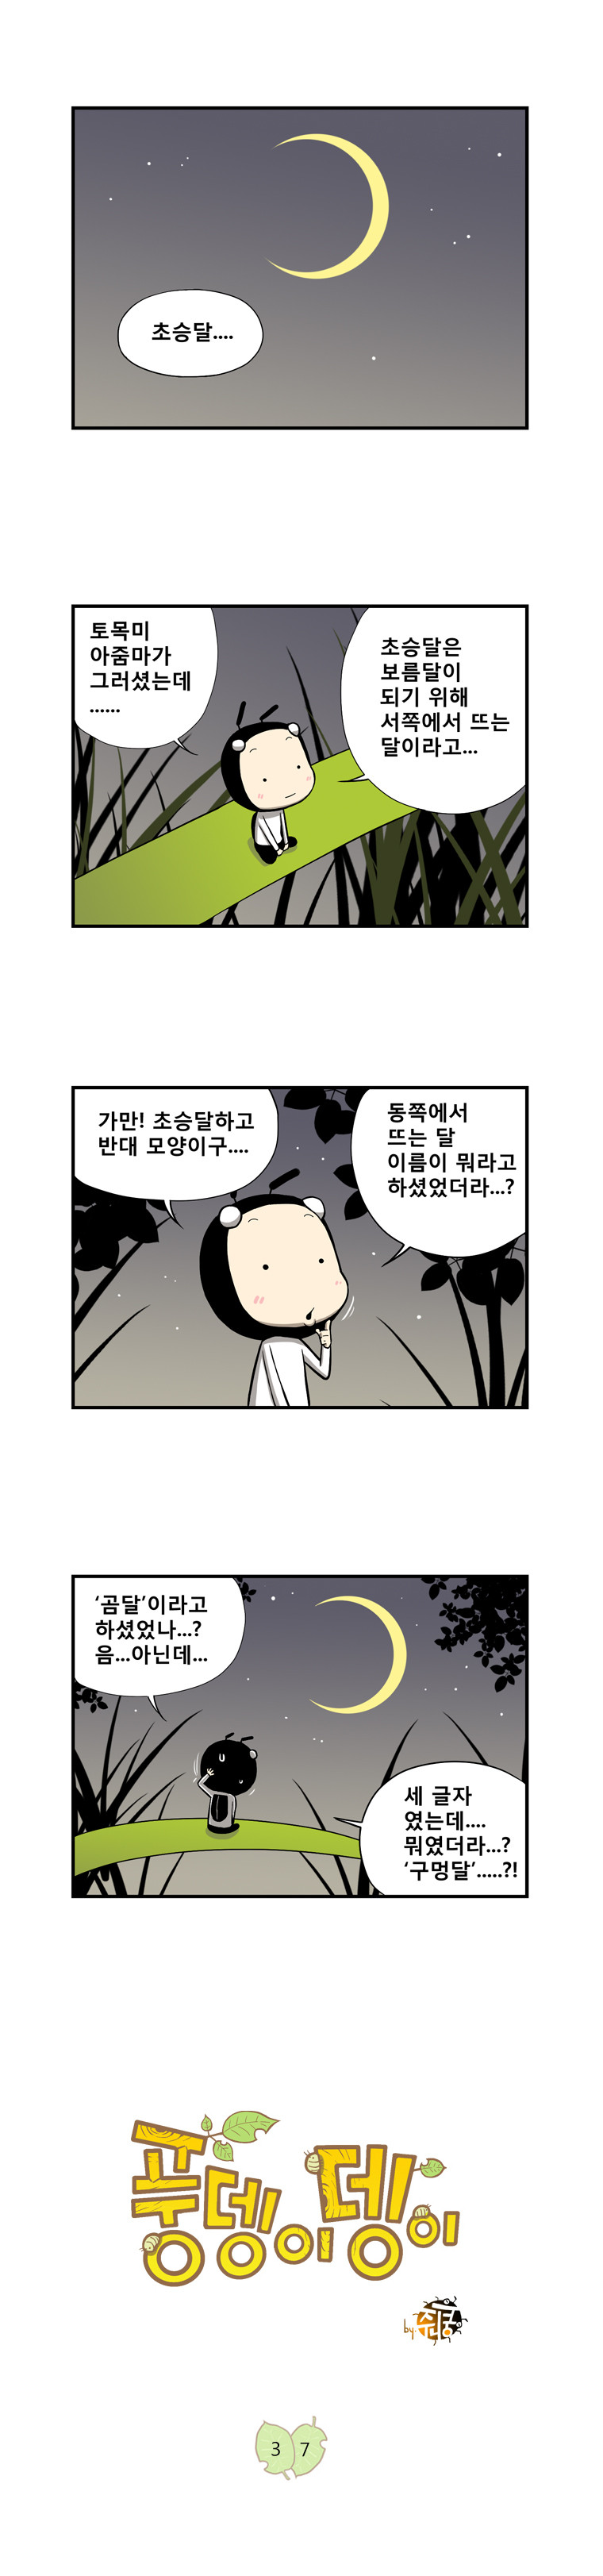 초승달....
토목미
아줌마가
그러셨는데
......
초승달은
보름달이
되기 위해
서쪽에서 뜨는
달이라고...
가만! 초승달하고
반대 모양이구....
동쪽에서
뜨는 달
이름이 뭐라고
하셨었더라...?
‘곰달’이라고
하셨었나...?
음...아닌데...
세 글자
였는데....
뭐였더라...?
‘구멍달’.....?!
풍뎅이뎅이
by.쉬쿵
3 7